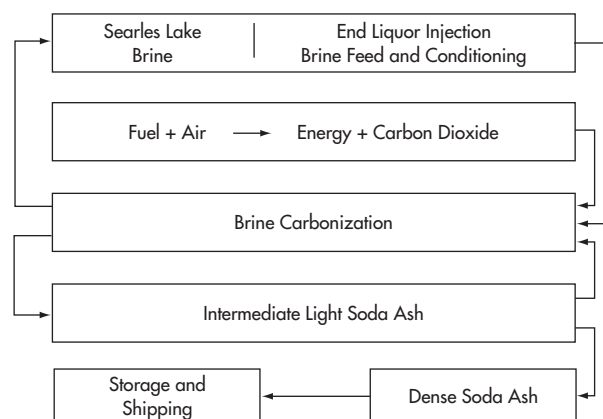 Searles Lake
Brine
End Liquor Injection
Brine Feed and Conditioning
Fuel + Air → Energy + Carbon Dioxide
Brine Carbonization
Intermediate Light Soda Ash
Storage and
Shipping
Dense Soda Ash